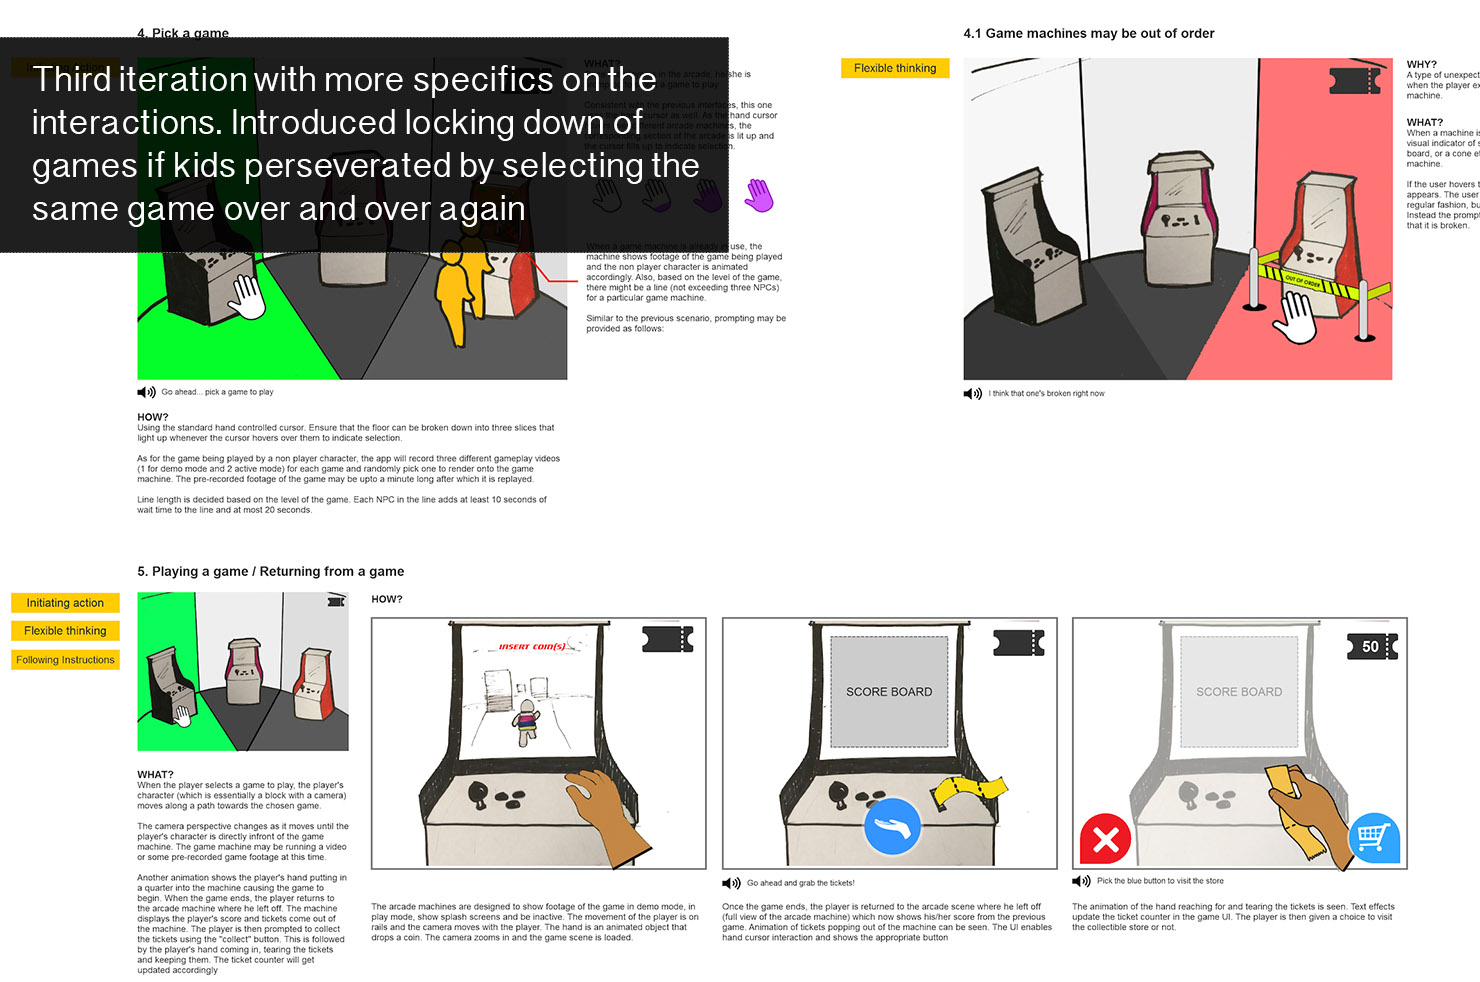 4. Pick a game
Third iteration with more specifics on the
interactions. Introduced locking down of
games if kids perseverated by selecting the
same game over and over again
WHAT?
in the arcade, he/she is
to play
Consistent with the previous interfaces, this one
cursor as well. As the hand cursor
arcade machines, the
section of the arcade is lit up and
the cursor fills up to indicate selection.
When a game machine is already in use, the
machine shows footage of the game being played
and the non player character is animated
accordingly. Also, based on the level of the game,
there might be a line (not exceeding three NPCs)
for a particular game machine.
Similar to the previous scenario, prompting may be
provided as follows:
Go ahead... pick a game to play
HOW?
Using the standard hand controlled cursor. Ensure that the floor can be broken down into three slices that
light up whenever the cursor hovers over them to indicate selection.
As for the game being played by a non player character, the app will record three different gameplay videos
(1 for demo mode and 2 active mode) for each game and randomly pick one to render onto the game
machine. The pre-recorded footage of the game may be upto a minute long after which it is replayed.
Line length is decided based on the level of the game. Each NPC in the line adds at least 10 seconds of
wait time to the line and at most 20 seconds.
4.1 Game machines may be out of order
Flexible thinking
OUT OF ORDER
I think that one's broken right now
WHY?
A type of unexpect
when the player ex
machine.
WHAT?
When a machine is
visual indicator of s
board, or a cone et
machine.
If the user hovers t
appears. The user
regular fashion, bu
Instead the prompt
that it is broken.
5. Playing a game / Returning from a game
Initiating action
Flexible thinking
Following Instructions
WHAT?
When the player selects a game to play, the player's
character (which is essentially a block with a camera)
moves along a path towards the chosen game.
The camera perspective changes as it moves until the
player's character is directly infront of the game
machine. The game machine may be running a video
or some pre-recorded game footage at this time.
Another animation shows the player's hand putting in
a quarter into the machine causing the game to
begin. When the game ends, the player returns to
the arcade machine where he left off. The machine
displays the player's score and tickets come out of
the machine. The player is then prompted to collect
the tickets using the "collect" button. This is followed
by the player's hand coming in, tearing the tickets
and keeping them. The ticket counter will get
updated accordingly
HOW?
INSERT COIN(S)
The arcade machines are designed to show footage of the game in demo mode, in
play mode, show splash screens and be inactive. The movement of the player is on
rails and the camera moves with the player. The hand is an animated object that
drops a coin. The camera zooms in and the game scene is loaded.
SCORE BOARD
Go ahead and grab the tickets!
Once the game ends, the player is returned to the arcade scene where he left off
(full view of the arcade machine) which now shows his/her score from the previous
game. Animation of tickets popping out of the machine can be seen. The UI enables
hand cursor interaction and shows the appropriate button
50
SCORE BOARD
Pick the blue button to visit the store
The animation of the hand reaching for and tearing the tickets is seen. Text effects
update the ticket counter in the game UI. The player is then given a choice to visit
the collectible store or not.